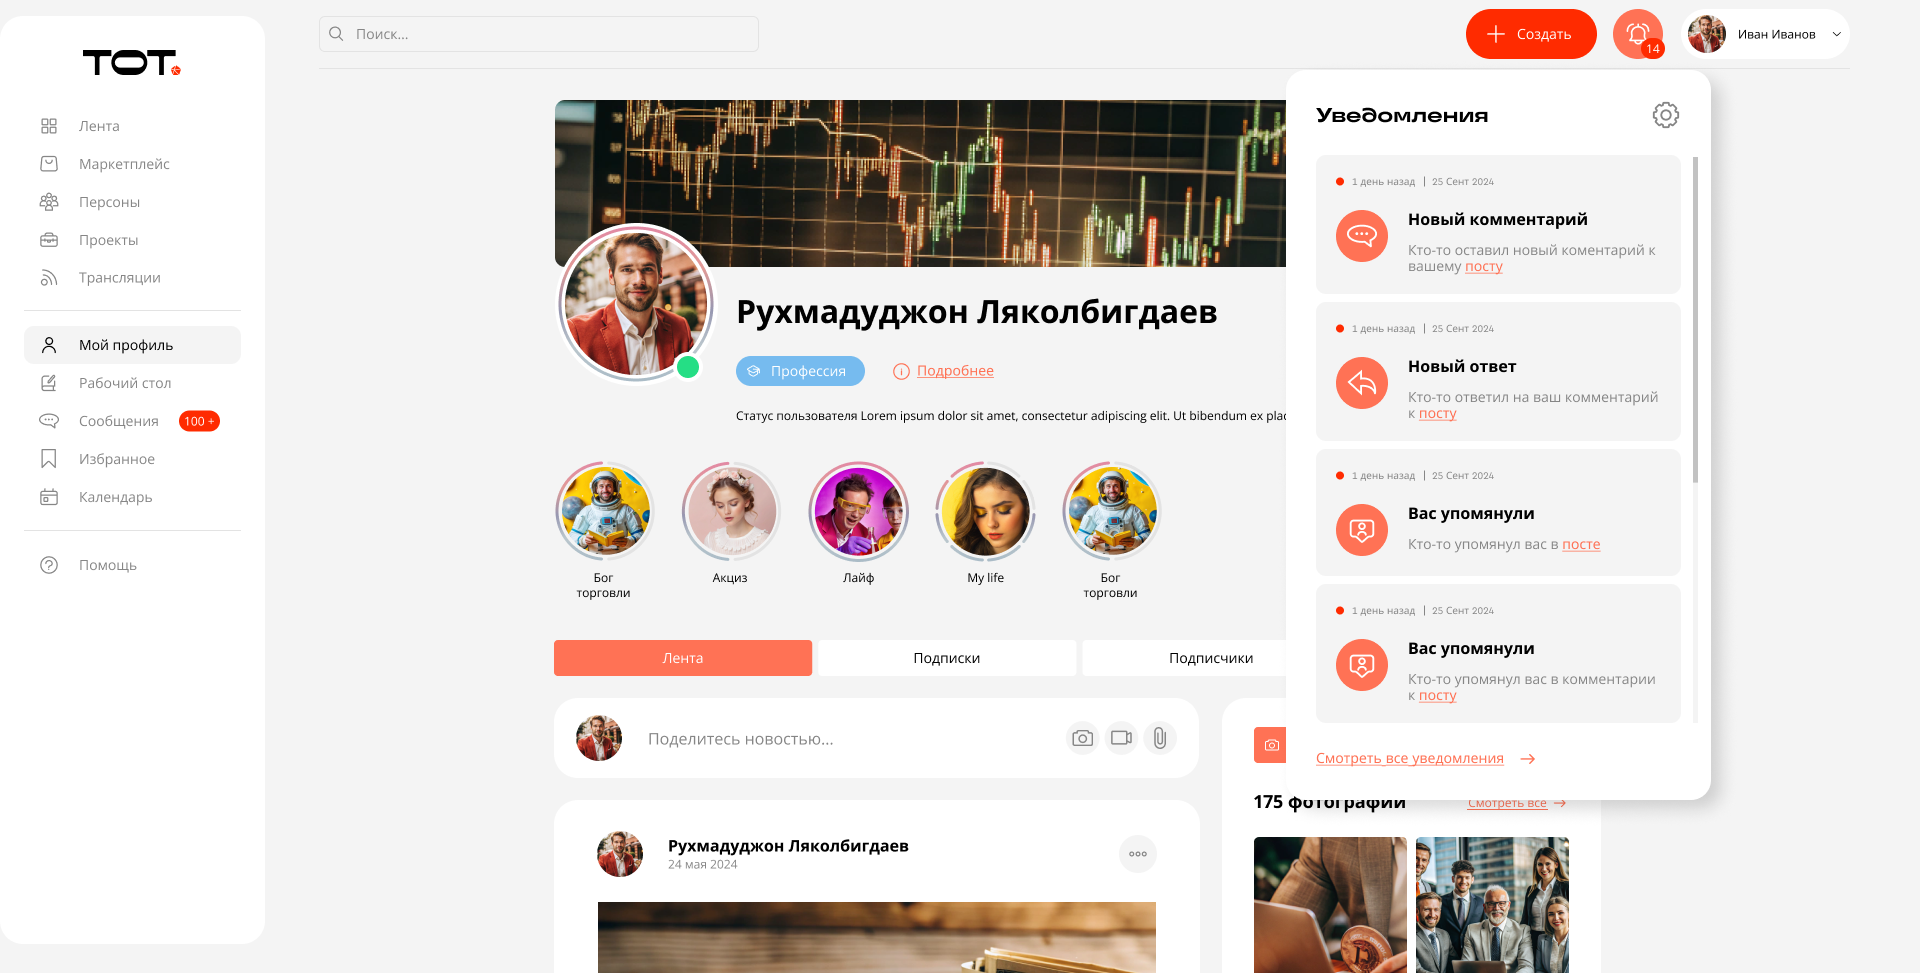 ТОТ.
Лента
Маркетплейс
Персоны
Проекты
Трансляции
Мой профиль
Рабочий стол
Сообщения 100 +
Избранное
Календарь
Помощь
Поиск...
Создать
14
Иван Иванов
Рухмадуджон Ляколбигдаев
Профессия
Подробнее
Статус пользователя Lorem ipsum dolor sit amet, consectetur adipiscing elit. Ut bibendum ex
Бог
торговли
Акциз
Лайф
My life
Бог
торговли
Лента
Подписки
Подписчики
Поделитесь новостью...
Рухмадуджон Ляколбигдаев
24 мая 2024
Уведомления
1 день назад | 25 Сент 2024
Новый комментарий
Кто-то оставил новый коментарий к
вашему посту
1 день назад | 25 Сент 2024
Новый ответ
Кто-то ответил на ваш комментарий
к посту
1 день назад | 25 Сент 2024
Вас упомянули
Кто-то упомянул вас в посте
1 день назад | 25 Сент 2024
Вас упомянули
Кто-то упомянул вас в комментарии
к посту
Смотреть все уведомления
175 фотографий
Смотреть все